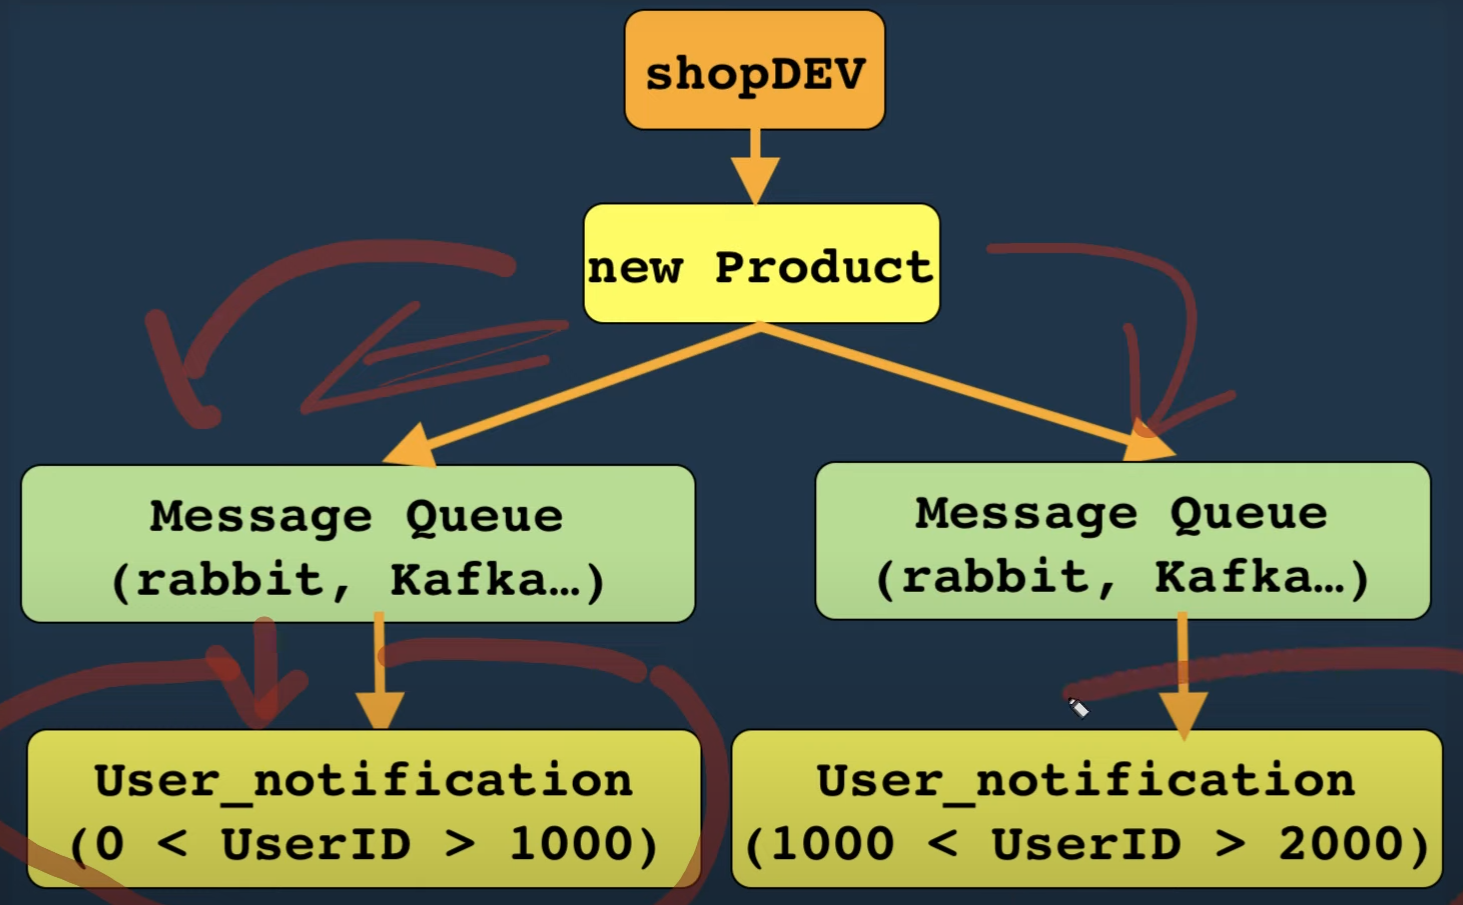 shopDEV
new Product
Message Queue
(rabbit, Kafka…)
Message Queue
(rabbit, Kafka…)
User_notification
(0 < UserID > 1000)
User_notification
(1000 < UserID > 2000)